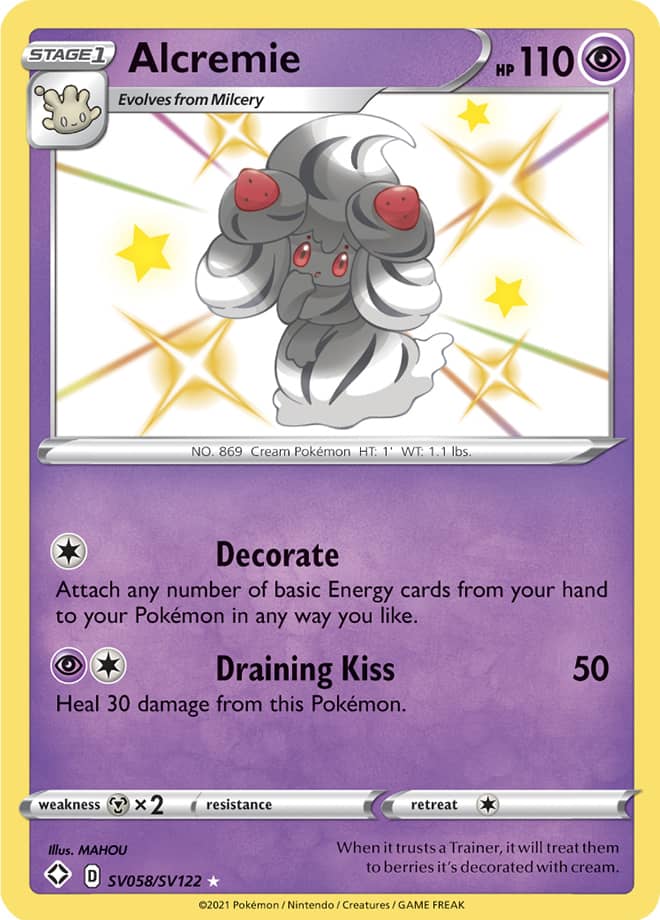 STAGE 1
Alcremie
HP 110
Evolves from Milcery
NO. 869 Cream Pokémon HT: 1' WT: 1.1 lbs.
Decorate
Attach any number of basic Energy cards from your hand
to your Pokémon in any way you like.
Draining Kiss 50
Heal 30 damage from this Pokémon.
weakness ×2 resistance retreat
Illus. MAHOU
When it trusts a Trainer, it will treat them
to berries it's decorated with cream.
D SV058/SV122
©2021 Pokémon / Nintendo / Creatures / GAME FREAK